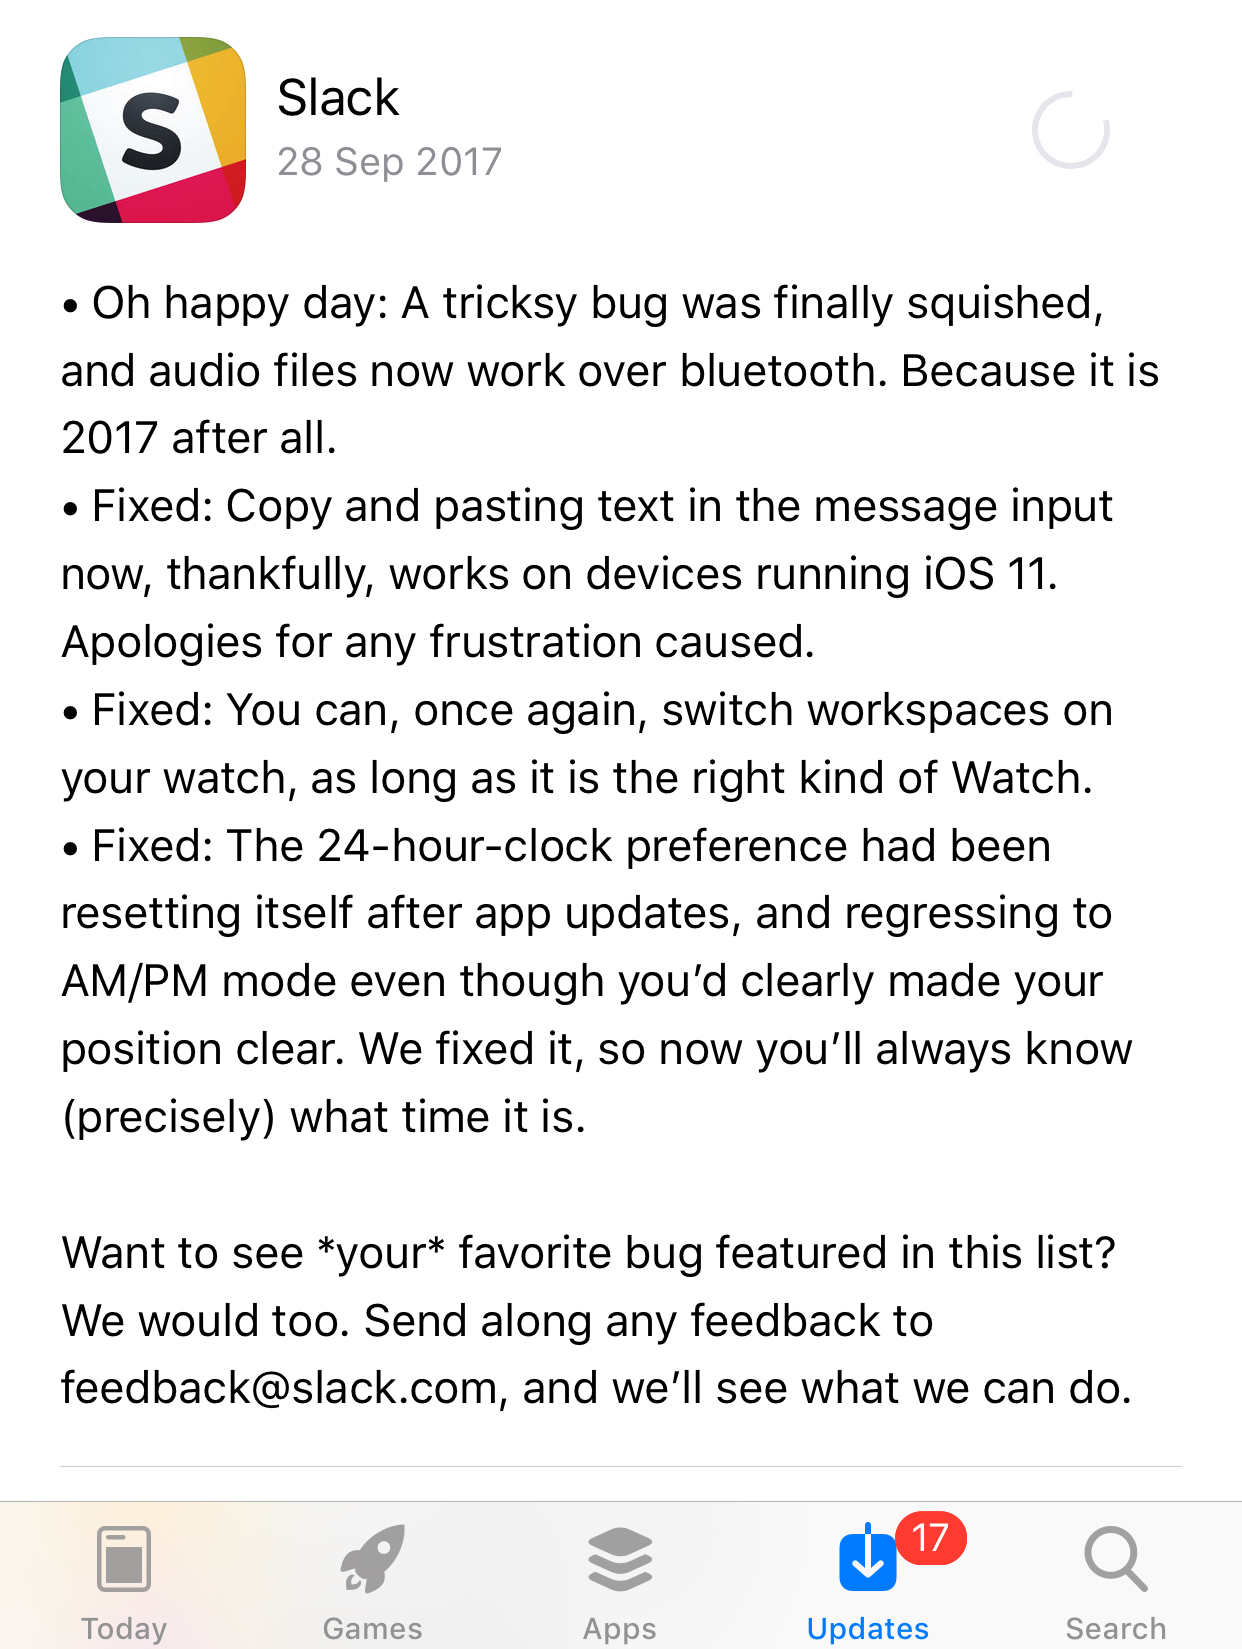 S
Slack
28 Sep 2017
• Oh happy day: A tricksy bug was finally squished,
and audio files now work over bluetooth. Because it is
2017 after all.
• Fixed: Copy and pasting text in the message input
now, thankfully, works on devices running iOS 11.
Apologies for any frustration caused.
• Fixed: You can, once again, switch workspaces on
your watch, as long as it is the right kind of Watch.
• Fixed: The 24-hour-clock preference had been
resetting itself after app updates, and regressing to
AM/PM mode even though you’d clearly made your
position clear. We fixed it, so now you’ll always know
(precisely) what time it is.
Want to see *your* favorite bug featured in this list?
We would too. Send along any feedback to
feedback@slack.com, and we’ll see what we can do.
17
Today Games Apps Updates Search